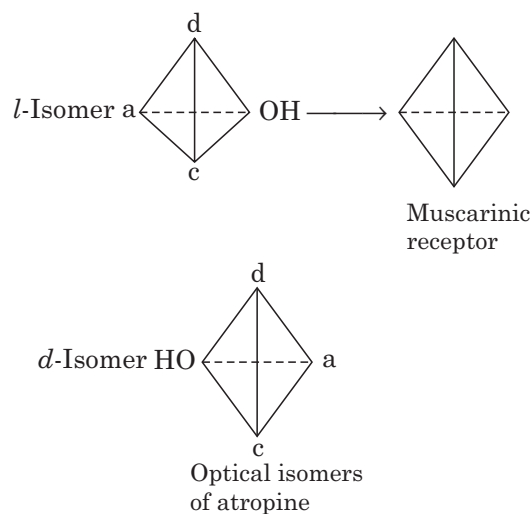 d
l-Isomer a OH
c
Muscarinic
receptor
d
d-Isomer HO a
c
Optical isomers
of atropine